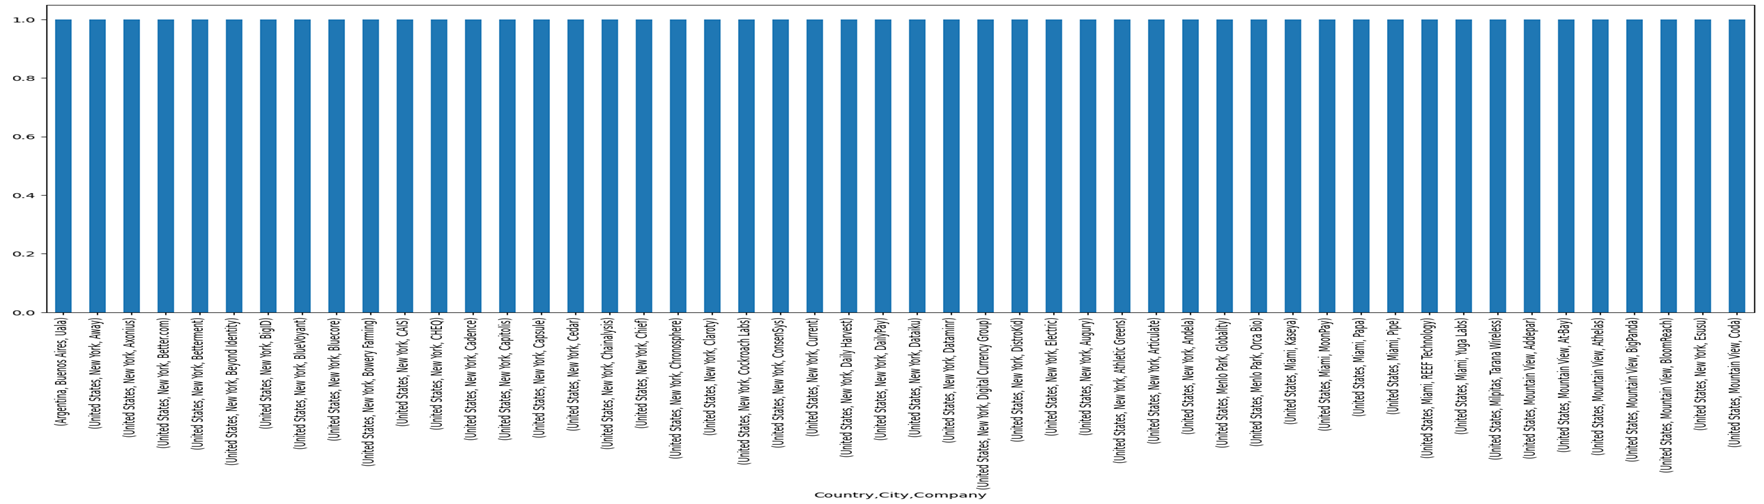 1.0
0.8
0.6
0.4
0.2
0.0
(Argentina, Buenos Aires, Ualá)
(United States, New York, Away)
(United States, New York, Axonius)
(United States, New York, Better.com)
(United States, New York, Betterment)
(United States, New York, Beyond Identity)
(United States, New York, BigID)
(United States, New York, BlueVoyant)
(United States, New York, Bluecore)
(United States, New York, Bowery Farming)
(United States, New York, CAIS)
(United States, New York, CHEQ)
(United States, New York, Cadence)
(United States, New York, Capitolis)
(United States, New York, Capsule)
(United States, New York, Cedar)
(United States, New York, Chainalysis)
(United States, New York, Chief)
(United States, New York, Chronosphere)
(United States, New York, Claroty)
(United States, New York, Cockroach Labs)
(United States, New York, ConsenSys)
(United States, New York, Current)
(United States, New York, Daily Harvest)
(United States, New York, DailyPay)
(United States, New York, Dataiku)
(United States, New York, Dataminr)
(United States, New York, Digital Currency Group)
(United States, New York, DistroKid)
(United States, New York, Electric)
(United States, New York, Augury)
(United States, New York, Athletic Greens)
(United States, New York, Articulate)
(United States, New York, Andela)
(United States, Menlo Park, Globality)
(United States, Menlo Park, Orca Bio)
(United States, Miami, Kaseya)
(United States, Miami, MoonPay)
(United States, Miami, Papa)
(United States, Miami, Pipe)
(United States, Miami, REEF Technology)
(United States, Miami, Yuga Labs)
(United States, Milpitas, Tarana Wireless)
(United States, Mountain View, Addepar)
(United States, Mountain View, At-Bay)
(United States, Mountain View, Athelas)
(United States, Mountain View, BigPanda)
(United States, Mountain View, BloomReach)
(United States, New York, Esusu)
(United States, Mountain View, Coda)
Country,City,Company